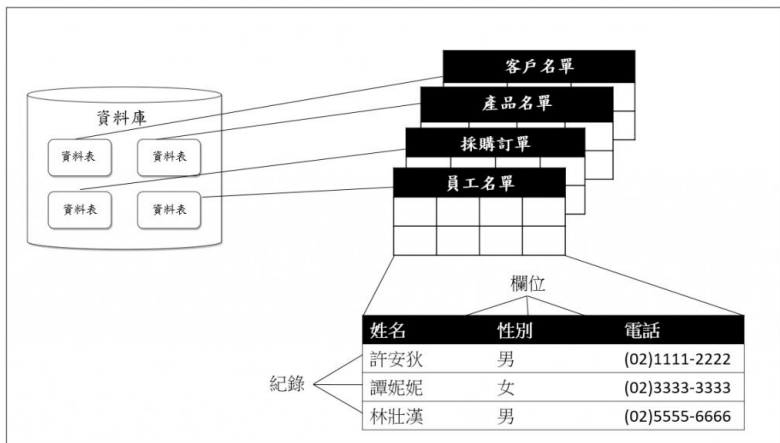 資料庫
資料表 資料表
資料表 資料表
客戶名單
產品名單
採購訂單
員工名單
欄位
紀錄
姓名 性別 電話
許安狄 男 (02)1111-2222
譚妮妮 女 (02)3333-3333
林壯漢 男 (02)5555-6666